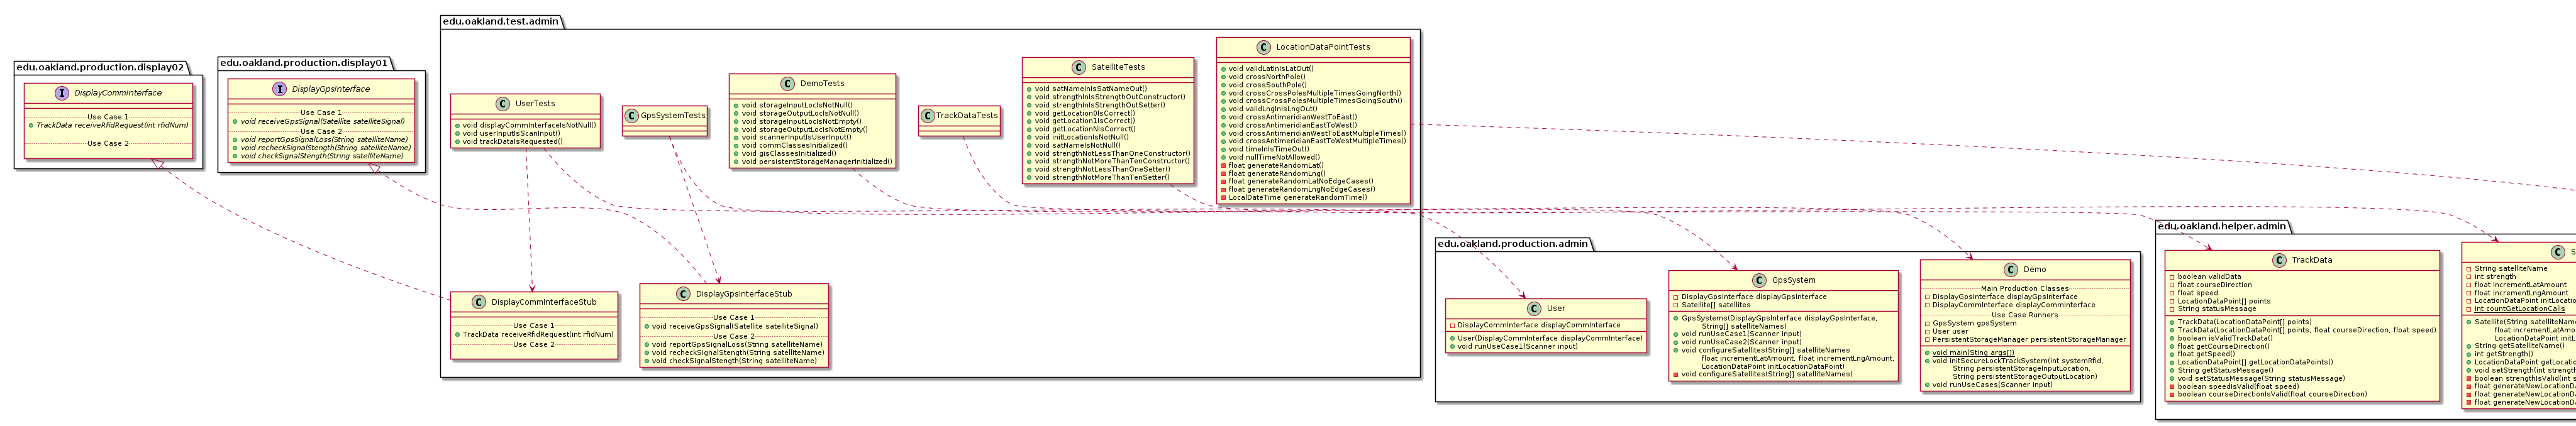 edu.oakland.production.display02
DisplayCommInterface
Use Case 1
TrackData receiveRfidRequest(int rfidNum)
Use Case 2
edu.oakland.production.display01
DisplayGpsInterface
Use Case 1
void receiveGpsSignal(Satellite satelliteSignal)
Use Case 2
void reportGpsSignalLoss(String satelliteName)
void recheckSignalStength(String satelliteName)
void checkSignalStength(String satelliteName)
edu.oakland.test.admin
UserTests
void displayCommInterfaceIsNotNull()
void userInputIsScanInput()
void trackDataIsRequested()
GpsSystemTests
DemoTests
void storageInputLocIsNotNull()
void storageOutputLocIsNotNull()
void storageInputLocIsNotEmpty()
void storageOutputLocIsNotEmpty()
void scannerInputIsUserInput()
void commClassesInitialized()
void gisClassesInitialized()
void persistentStorageManagerInitialized()
TrackDataTests
SatelliteTests
void satNameInIsSatNameOut()
void strengthInIsStrengthOutConstructor()
void strengthInIsStrengthOutSetter()
void getLocation0IsCorrect()
void getLocation1IsCorrect()
void getLocationNIsCorrect()
void initLocationIsNotNull()
void satNameIsNotNull()
void strengthNotLessThanOneConstructor()
void strengthNotMoreThanTenConstructor()
void strengthNotLessThanOneSetter()
void strengthNotMoreThanTenSetter()
LocationDataPointTests
void validLatInIsLatOut()
void crossNorthPole()
void crossSouthPole()
void crossCrossPolesMultipleTimesGoingNorth()
void crossCrossPolesMultipleTimesGoingSouth()
void validLngInIsLngOut()
void crossAntimeridianWestToEast()
void crossAntimeridianEastToWest()
void crossAntimeridianWestToEastMultipleTimes()
void crossAntimeridianEastToWestMultipleTimes()
void timeInIsTimeOut()
void nullTimeNotAllowed()
float generateRandomLat()
float generateRandomLng()
float generateRandomLatNoEdgeCases()
float generateRandomLngNoEdgeCases()
LocalDateTime generateRandomTime()
DisplayCommInterfaceStub
Use Case 1
TrackData receiveRfidRequest(int rfidNum)
Use Case 2
DisplayGpsInterfaceStub
Use Case 1
void receiveGpsSignal(Satellite satelliteSignal)
Use Case 2
void reportGpsSignalLoss(String satelliteName)
void recheckSignalStength(String satelliteName)
void checkSignalStength(String satelliteName)
edu.oakland.production.admin
User
DisplayCommInterface displayCommInterface
User(DisplayCommInterface displayCommInterface)
void runUseCase1(Scanner input)
GpsSystem
DisplayGpsInterface displayGpsInterface
Satellite[] satellites
GpsSystems(DisplayGpsInterface displayGpsInterface,
String[] satelliteNames)
void runUseCase1(Scanner input)
void runUseCase2(Scanner input)
void configureSatellites(String[] satelliteNames
float incrementLatAmount, float incrementLngAmount,
LocationDataPoint initLocationDataPoint)
void configureSatellites(String[] satelliteNames)
Demo
Main Production Classes
DisplayGpsInterface displayGpsInterface
DisplayCommInterface displayCommInterface
Use Case Runners
GpsSystem gpsSystem
User user
PersistentStorageManager persistentStorageManager
void main(Sting args[])
void initSecureLockTrackSystem(int systemRfid,
String persistentStorageInputLocation,
String persistentStorageOutputLocation)
void runUseCases(Scanner input)
edu.oakland.helper.admin
TrackData
boolean validData
float courseDirection
float speed
LocationDataPoint[] points
String statusMessage
TrackData(LocationDataPoint[] points)
TrackData(LocationDataPoint[] points, float courseDirection, float speed)
boolean isValidTrackData()
float getCourseDirection()
float getSpeed()
LocationDataPoint[] getLocationDataPoints()
String getStatusMessage()
void setStatusMessage(String statusMessage)
boolean speedIsValid(float speed)
boolean courseDirectionIsValid(float courseDirection)
String satelliteName
int strength
float incrementLatAmount
float incrementLngAmount
LocationDataPoint
int countGetLocationCalls
Satellite(String
float
LocationDataPoint
String getSatelliteName()
int getStrength()
LocationDataPoint
void setStrength(int
boolean strengthIsValid(int
float
float
float